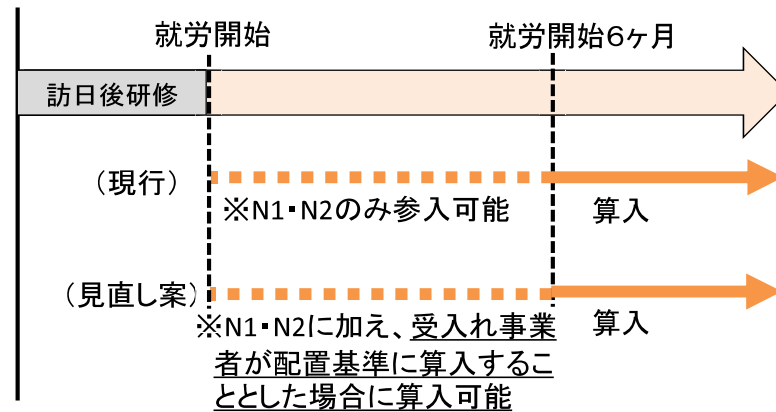 就労開始
就労開始6ヶ月
訪日後研修
（現行）
※N1・N2のみ参入可能
算入
（見直し案）
※N1・N2に加え、受入れ事業
者が配置基準に算入するこ
ととした場合に算入可能
算入